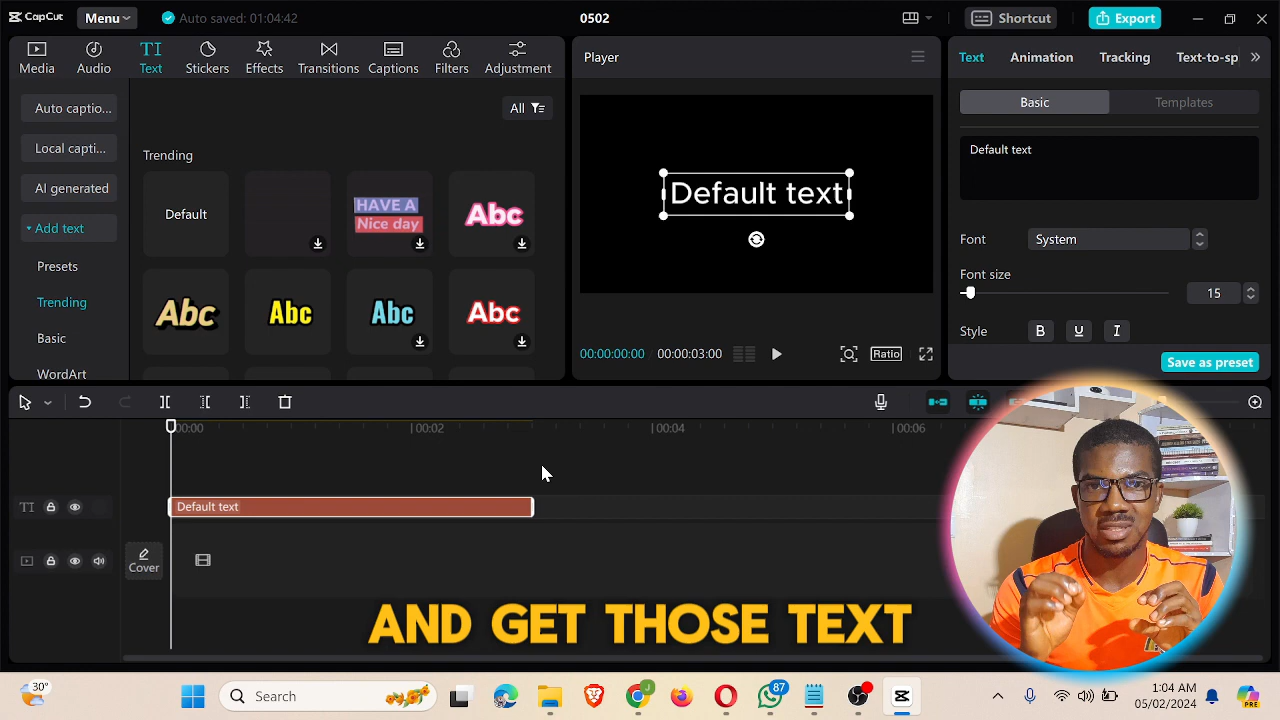 CapCut
Menu
Auto saved: 01:04:42
0502
Shortcut
Export
Media
Audio
TI
Text
Sticker
Effects
Transitions
Captions
Filters
Adjustment
Auto captio...
Local capti...
AI generated
Add text
Presets
Trending
Basic
WordArt
All
Trending
Default
HAVE A
Nice day
Abc
Abc
Abc
Abc
Abc
Player
Default text
00:00:00:00
00:00:03:00
Ratio
Text
Animation
Tracking
Text-to-sp
Basic
Templates
Default text
Font
System
Font size
15
Style
B
U
I
Save as preset
00:00
00:02
00:04
00:06
TI
Default text
Cover
AND GET THOSE TEXT
30°
Search
J
87
1:04 AM
05/02/2024
PRE